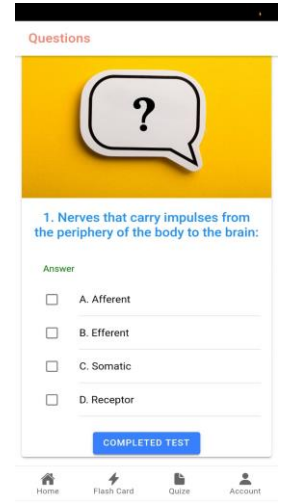 Questions
?
1. Nerves that carry impulses from
the periphery of the body to the brain:
Answer
A. Afferent
B. Efferent
C. Somatic
D. Receptor
COMPLETED TEST
Home Flash Card Quize Account